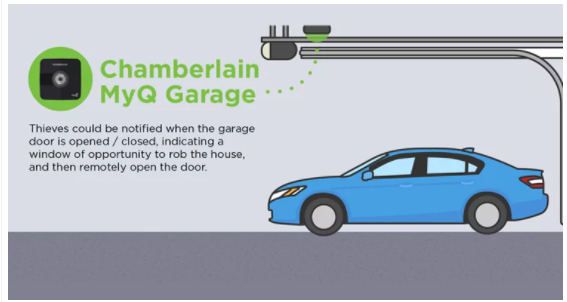 Chamberlain
MyQ Garage
Thieves could be notified when the garage
door is opened / closed, indicating a
window of opportunity to rob the house,
and then remotely open the door.